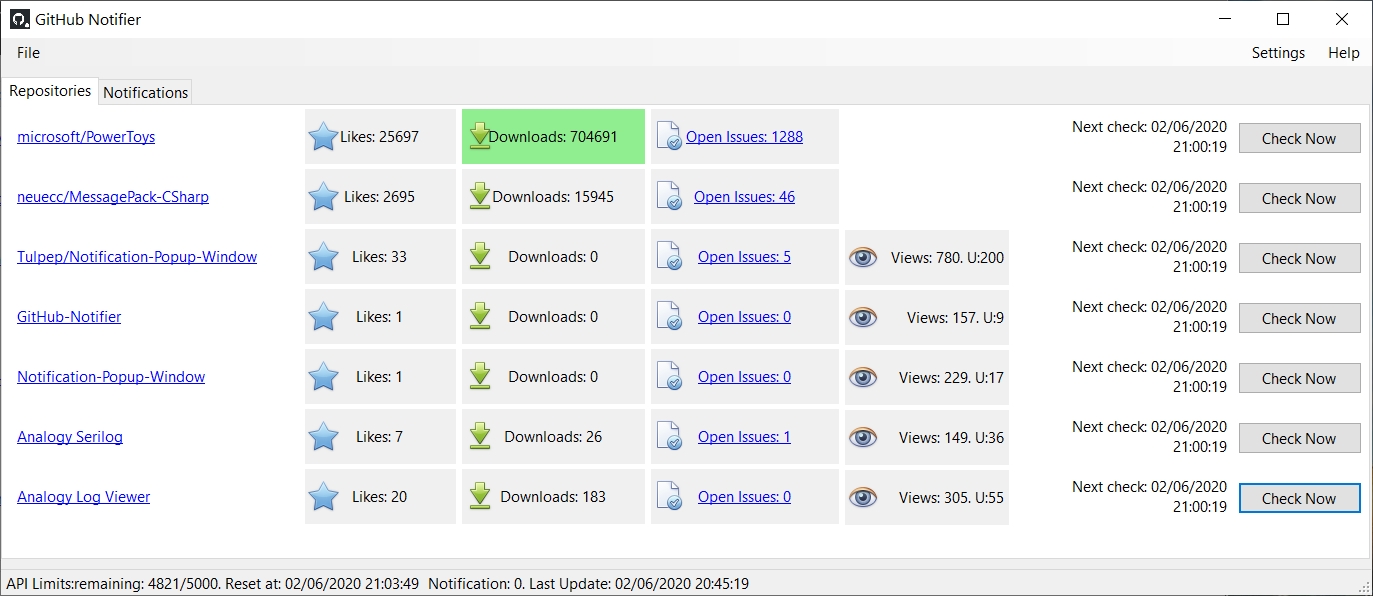 GitHub Notifier
File Settings Help
Repositories Notifications
microsoft/PowerToys Likes: 25697 Downloads: 704691 Open Issues: 1288 Next check: 02/06/2020 21:00:19 Check Now
neuecc/MessagePack-CSharp Likes: 2695 Downloads: 15945 Open Issues: 46 Next check: 02/06/2020 21:00:19 Check Now
Tulpep/Notification-Popup-Window Likes: 33 Downloads: 0 Open Issues: 5 Views: 780. U:200 Next check: 02/06/2020 21:00:19 Check Now
GitHub-Notifier Likes: 1 Downloads: 0 Open Issues: 0 Views: 157. U:9 Next check: 02/06/2020 21:00:19 Check Now
Notification-Popup-Window Likes: 1 Downloads: 0 Open Issues: 0 Views: 229. U:17 Next check: 02/06/2020 21:00:19 Check Now
Analogy Serilog Likes: 7 Downloads: 26 Open Issues: 1 Views: 149. U:36 Next check: 02/06/2020 21:00:19 Check Now
Analogy Log Viewer Likes: 20 Downloads: 183 Open Issues: 0 Views: 305. U:55 Next check: 02/06/2020 21:00:19 Check Now
API Limits:remaining: 4821/5000. Reset at: 02/06/2020 21:03:49 Notification: 0. Last Update: 02/06/2020 20:45:19